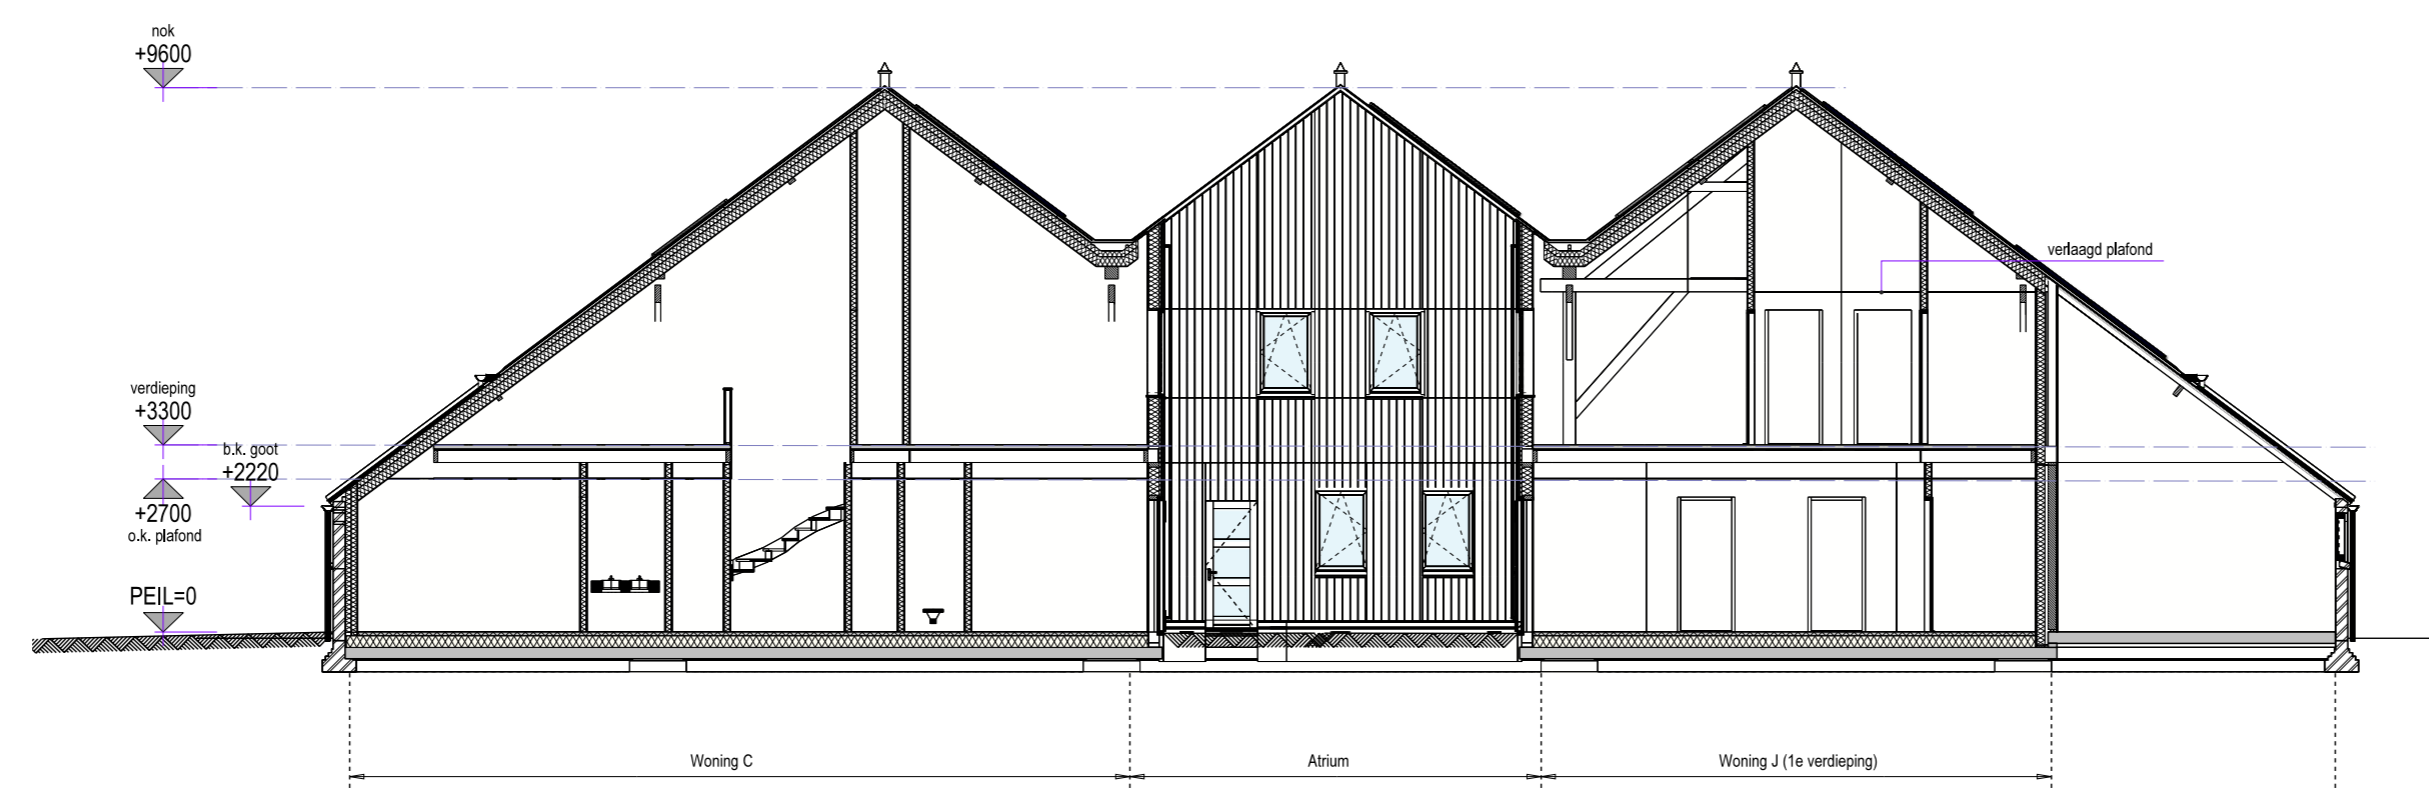 nok
+9600
verlaagd plafond
verdieping
+3300
b.k. goot
+2220
+2700
o.k. plafond
PEIL=0
Woning C
Atrium
Woning J (1e verdieping)